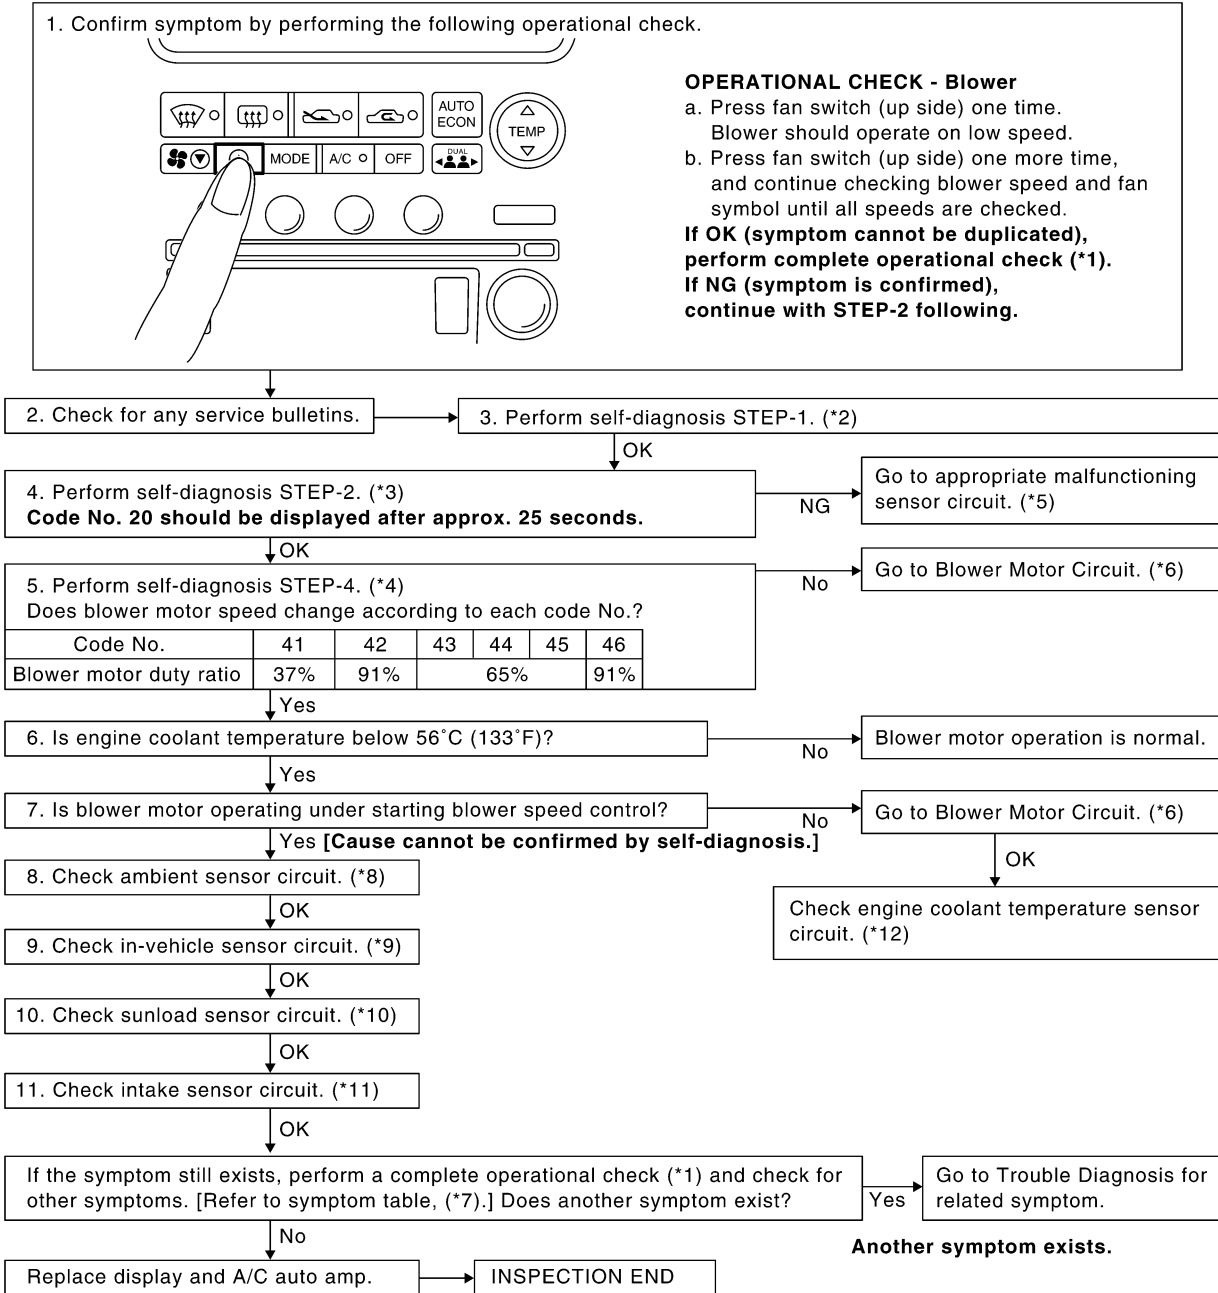 1. Confirm symptom by performing the following operational check.
AUTO
ECON
TEMP
MODE
A/C
OFF
DUAL
OPERATIONAL CHECK - Blower
a. Press fan switch (up side) one time.
Blower should operate on low speed.
b. Press fan switch (up side) one more time,
and continue checking blower speed and fan
symbol until all speeds are checked.
If OK (symptom cannot be duplicated),
perform complete operational check (*1).
If NG (symptom is confirmed),
continue with STEP-2 following.
2. Check for any service bulletins.
3. Perform self-diagnosis STEP-1. (*2)
OK
4. Perform self-diagnosis STEP-2. (*3)
Code No. 20 should be displayed after approx. 25 seconds.
NG
Go to appropriate malfunctioning
sensor circuit. (*5)
OK
5. Perform self-diagnosis STEP-4. (*4)
Does blower motor speed change according to each code No.?
Code No. 41 42 43 44 45 46
Blower motor duty ratio 37% 91% 65% 91%
No
Go to Blower Motor Circuit. (*6)
Yes
6. Is engine coolant temperature below 56˚C (133˚F)?
No
Blower motor operation is normal.
Yes
7. Is blower motor operating under starting blower speed control?
No
Go to Blower Motor Circuit. (*6)
OK
Check engine coolant temperature sensor
circuit. (*12)
Yes [Cause cannot be confirmed by self-diagnosis.]
8. Check ambient sensor circuit. (*8)
OK
9. Check in-vehicle sensor circuit. (*9)
OK
10. Check sunload sensor circuit. (*10)
OK
11. Check intake sensor circuit. (*11)
OK
If the symptom still exists, perform a complete operational check (*1) and check for
other symptoms. [Refer to symptom table, (*7).] Does another symptom exist?
Yes
Go to Trouble Diagnosis for
related symptom.
Another symptom exists.
No
Replace display and A/C auto amp.
INSPECTION END